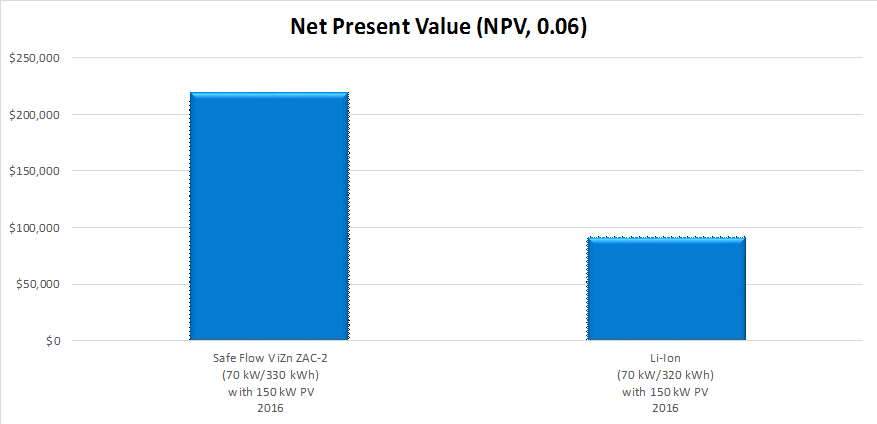 Net Present Value (NPV, 0.06)
$250,000
$200,000
$150,000
$100,000
$50,000
$0
Safe Flow ViZn ZAC-2
(70 kW/330 kWh)
with 150 kW PV
2016
Li-Ion
(70 kW/320 kWh)
with 150 kW PV
2016